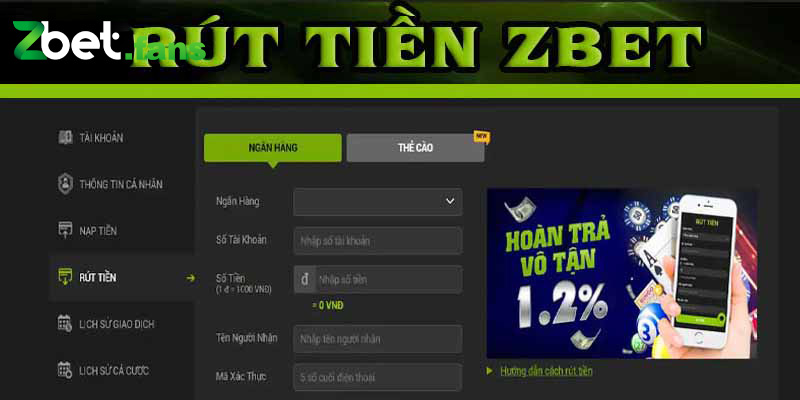 Zbet.fans
RÚT TIỀN ZBET
TÀI KHOẢN
THÔNG TIN CÁ NHÂN
NẠP TIỀN
RÚT TIỀN
LỊCH SỬ GIAO DỊCH
LỊCH SỬ CÁ CƯỢC
NGÂN HÀNG
THẺ CÀO
NEW
Ngân Hàng
Số Tài Khoản
Nhập số tài khoản
Số Tiền
(1 đ = 1000 VND)
đ
Nhập số tiền
= 0 VNĐ
Tên Người Nhận
Nhập tên người nhận
Mã Xác Thực
5 số cuối điện thoại
HOÀN TRẢ
VÔ TẬN
1.2%
RÚT TIỀN
Hướng dẫn cách rút tiền